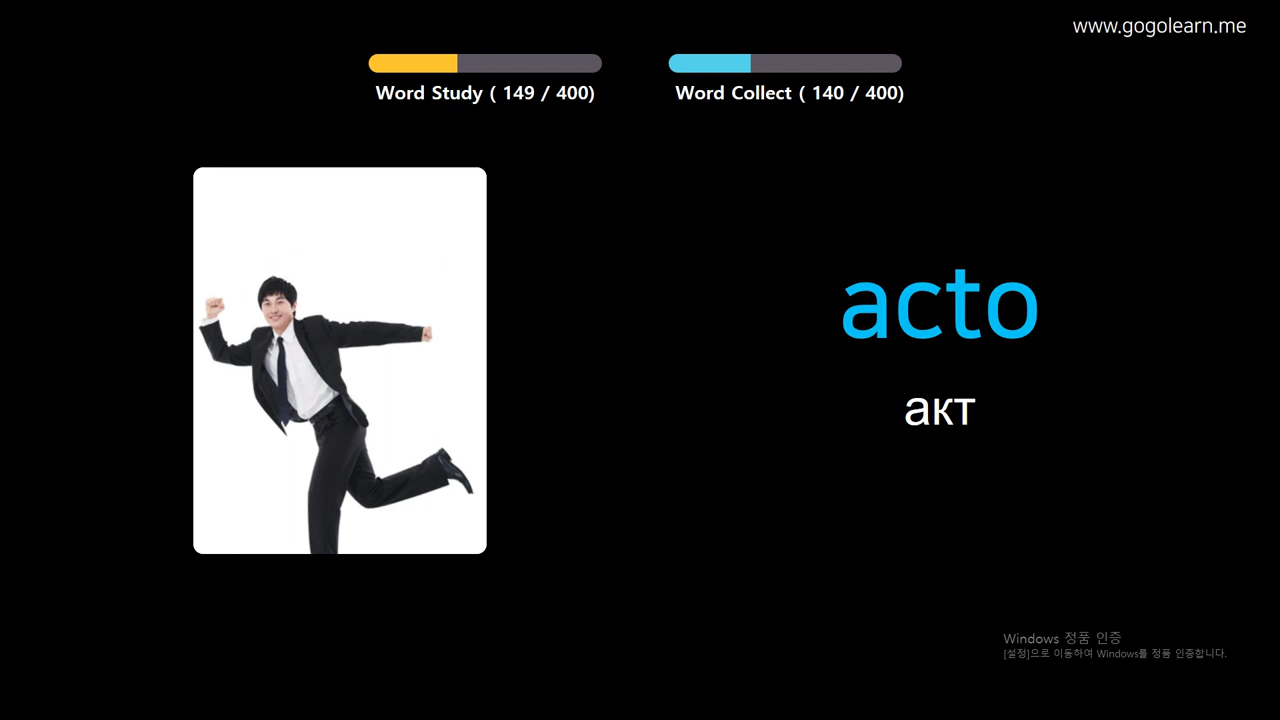 www.gogolearn.me
Word Study ( 149 / 400)
Word Collect ( 140 / 400)
acto
акт
Windows 정품 인증
[설정]으로 이동하여 Windows를 정품 인증합니다.